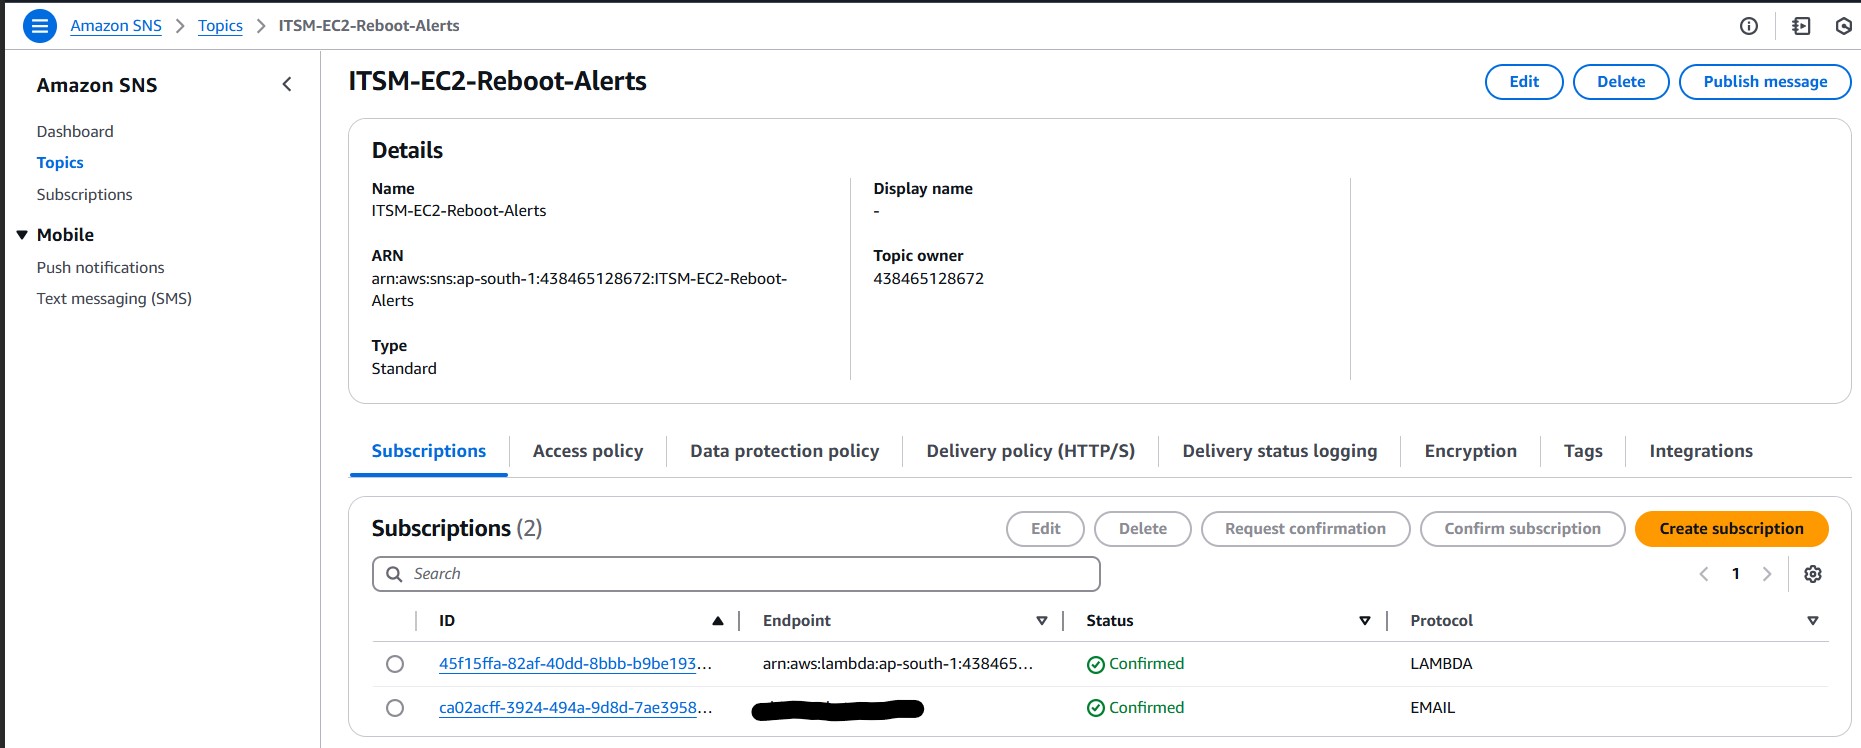 Amazon SNS > Topics > ITSM-EC2-Reboot-Alerts
Amazon SNS
Dashboard
Topics
Subscriptions
Mobile
Push notifications
Text messaging (SMS)
ITSM-EC2-Reboot-Alerts
Edit Delete Publish message
Details
Name
ITSM-EC2-Reboot-Alerts
ARN
arn:aws:sns:ap-south-1:438465128672:ITSM-EC2-Reboot-
Alerts
Type
Standard
Display name
-
Topic owner
438465128672
Subscriptions Access policy Data protection policy Delivery policy (HTTP/S) Delivery status logging Encryption Tags Integrations
Subscriptions (2)
Edit Delete Request confirmation Confirm subscription Create subscription
Search
1
ID Endpoint Status Protocol
45f15ffa-82af-40dd-8bbb-b9be193... arn:aws:lambda:ap-south-1:438465... Confirmed LAMBDA
ca02acff-3924-494a-9d8d-7ae3958... Confirmed EMAIL